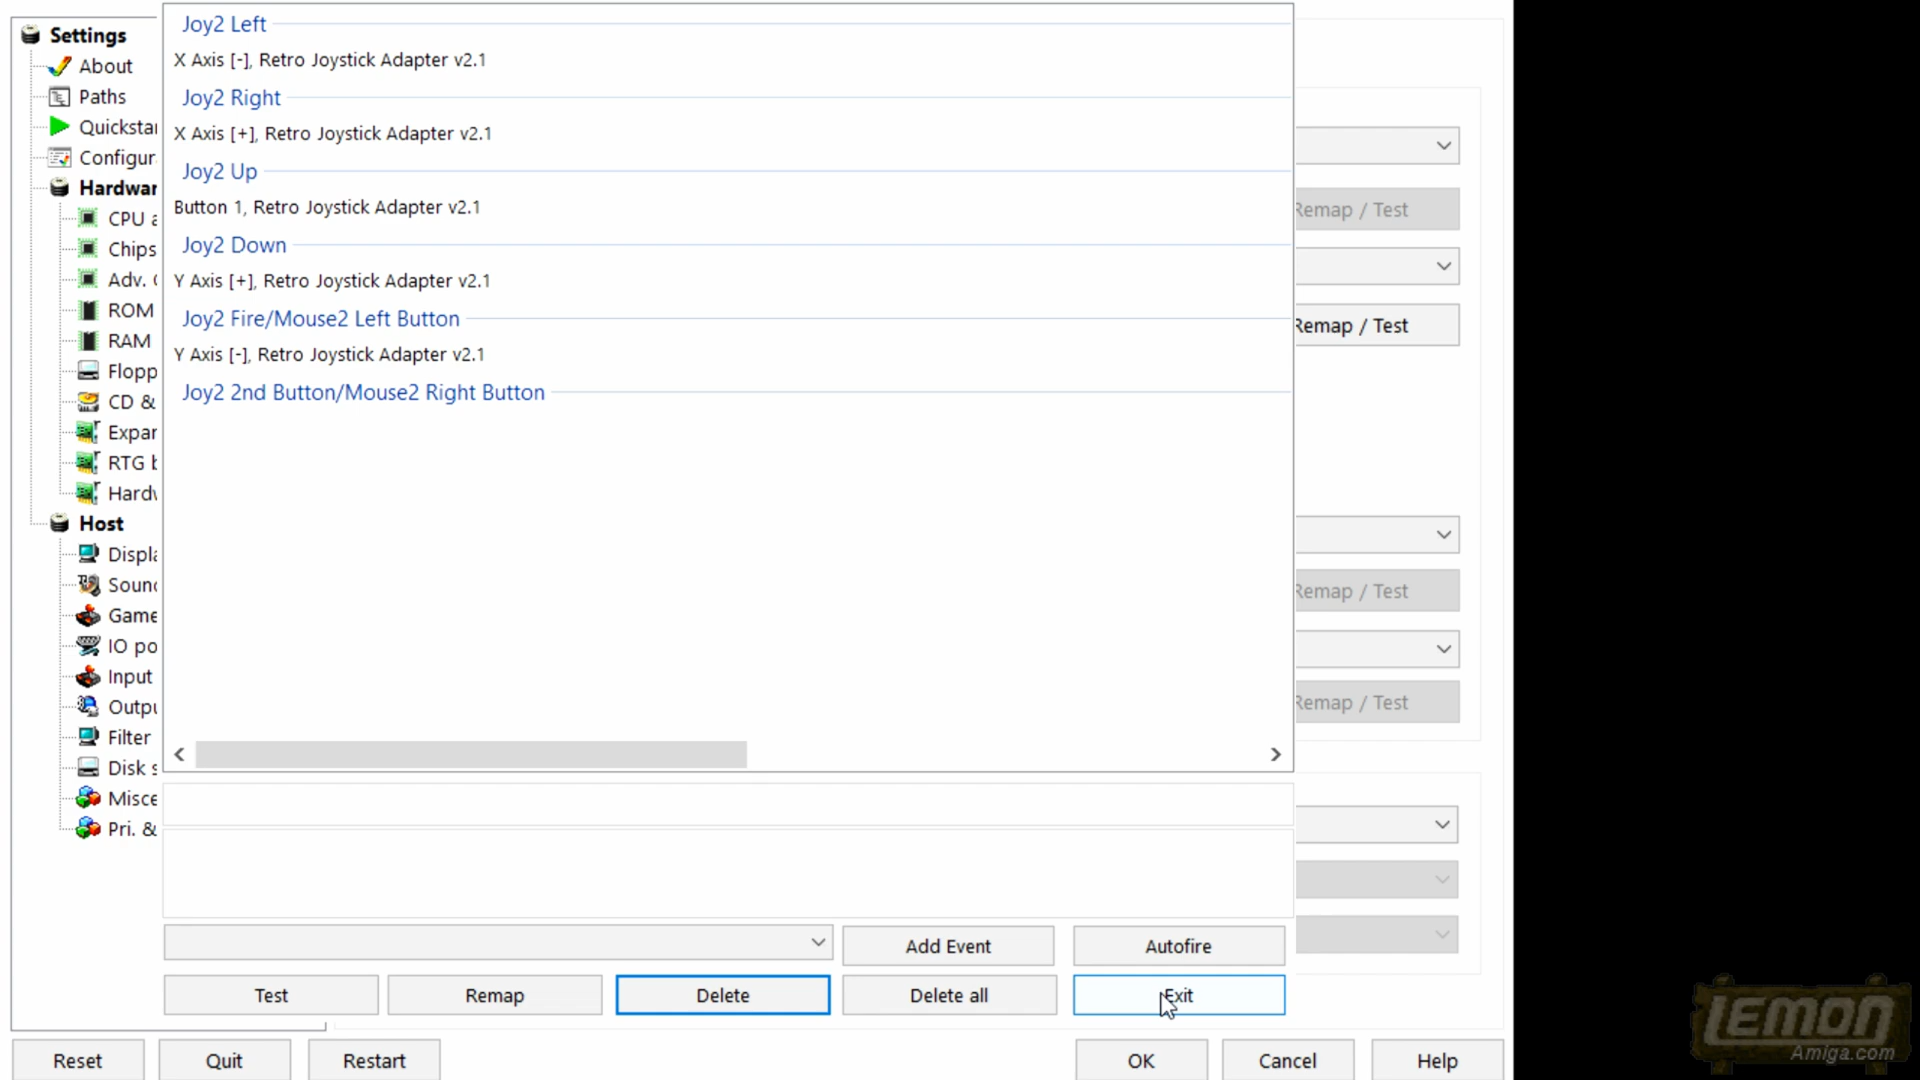 Settings
About
Paths
Quickstar
Configur
Hardwar
CPU a
Chips
Adv. C
ROM
RAM
Flopp
CD &
Expar
RTG b
Hardw
Host
Displa
Sound
Game
IO po
Input
Outpu
Filter
Disk s
Misce
Pri. &
Joy2 Left
X Axis [-], Retro Joystick Adapter v2.1
Joy2 Right
X Axis [+], Retro Joystick Adapter v2.1
Joy2 Up
Button 1, Retro Joystick Adapter v2.1
Joy2 Down
Y Axis [+], Retro Joystick Adapter v2.1
Joy2 Fire/Mouse2 Left Button
Y Axis [-], Retro Joystick Adapter v2.1
Joy2 2nd Button/Mouse2 Right Button
Remap / Test
Remap / Test
Remap / Test
Remap / Test
Add Event
Autofire
Test
Remap
Delete
Delete all
Exit
Reset
Quit
Restart
OK
Cancel
Help
LEMON
Amiga.com